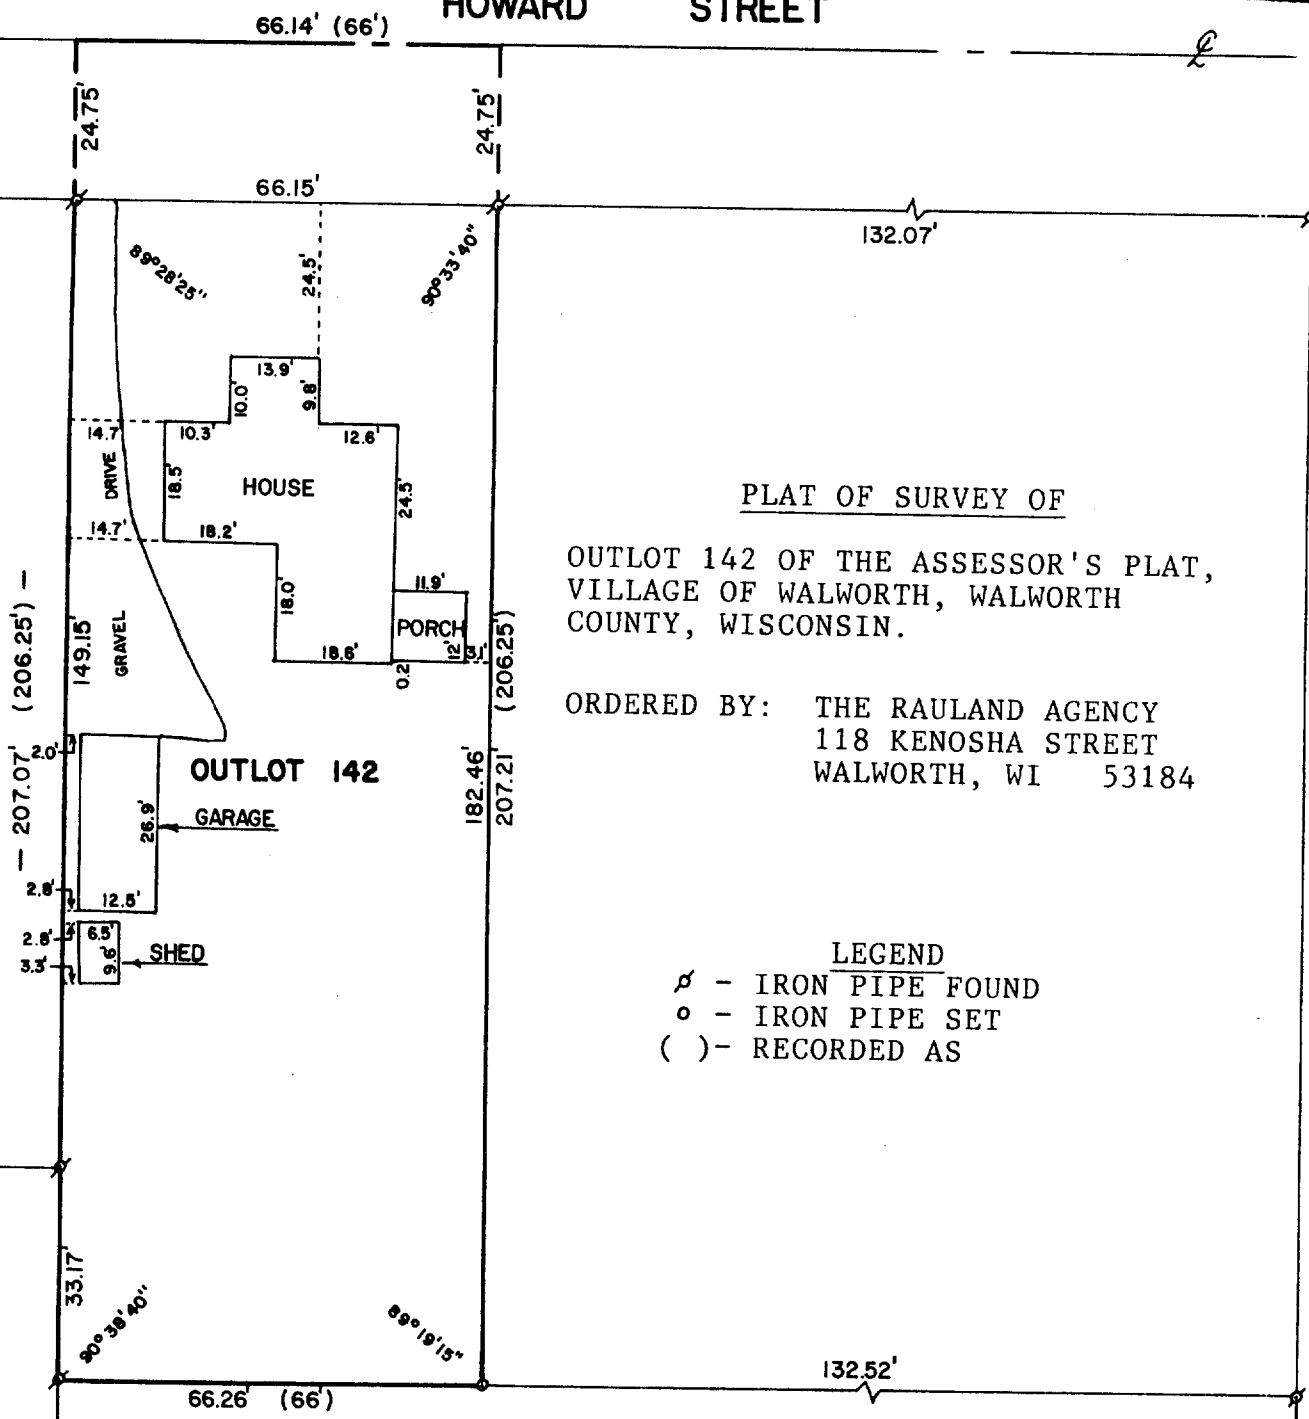 HOWARD STREET
66.14' (66')
℄
24.75'
24.75'
66.15'
132.07'
89°28'25"
24.5'
90°33'40"
13.9'
10.0'
9.8'
14.7'
10.3'
12.6'
DRIVE
18.5'
HOUSE
24.5'
14.7'
18.2'
PLAT OF SURVEY OF
OUTLOT 142 OF THE ASSESSOR'S PLAT,
VILLAGE OF WALWORTH, WALWORTH
COUNTY, WISCONSIN.
18.0'
11.9'
PORCH
12'
3.1'
18.6'
0.2'
GRAVEL
149.15'
— 207.07' (206.25') —
(206.25')
207.21'
182.46'
ORDERED BY: THE RAULAND AGENCY
118 KENOSHA STREET
WALWORTH, WI 53184
2.0'
OUTLOT 142
26.9'
GARAGE
2.8'
12.5'
2.8'
6.5'
9.6'
SHED
3.3'
LEGEND
ø - IRON PIPE FOUND
o - IRON PIPE SET
( )- RECORDED AS
33.17'
90°38'40"
89°19'15"
66.26' (66')
132.52'